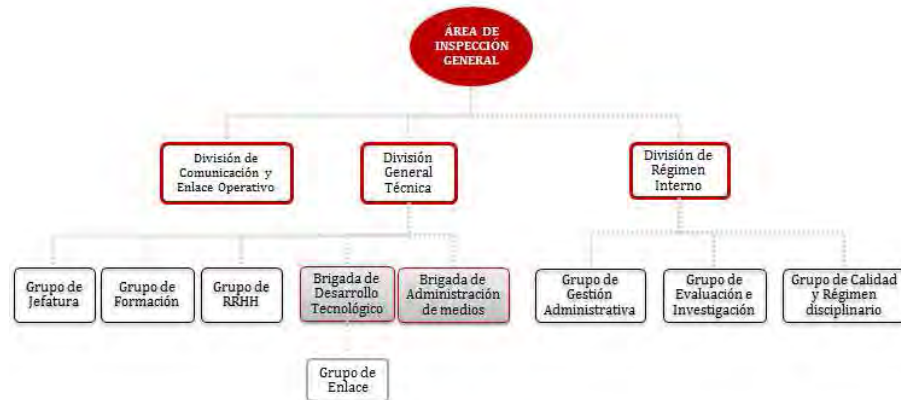 ÁREA DE
INSPECCIÓN
GENERAL
División de
Comunicación y
Enlace Operativo
División
General
Técnica
División de
Régimen
Interno
Grupo de
Jefatura
Grupo de
Formación
Grupo de
RRHH
Brigada de
Desarrollo
Tecnológico
Brigada de
Administración
de medios
Grupo de
Gestión
Administrativa
Grupo de
Evaluación e
Investigación
Grupo de Calidad
y Régimen
disciplinario
Grupo de
Enlace